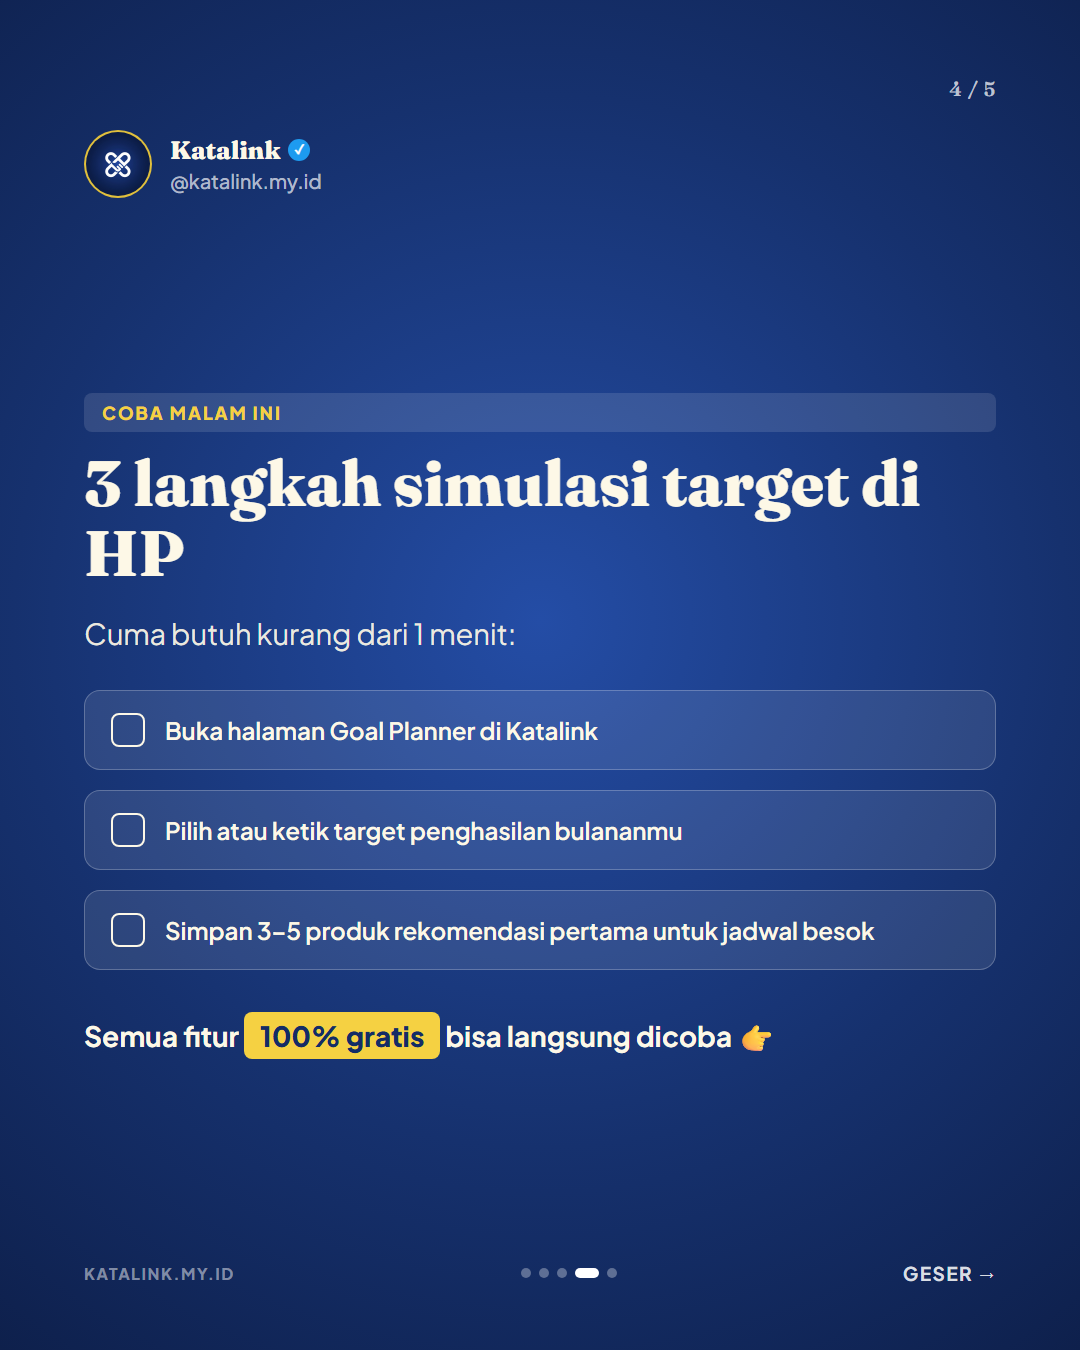 4 / 5
Katalink
@katalink.my.id
COBA MALAM INI
3 langkah simulasi target di
HP
Cuma butuh kurang dari 1 menit:
Buka halaman Goal Planner di Katalink
Pilih atau ketik target penghasilan bulananmu
Simpan 3–5 produk rekomendasi pertama untuk jadwal besok
Semua fitur 100% gratis bisa langsung dicoba 👉
KATALINK.MY.ID
GESER →